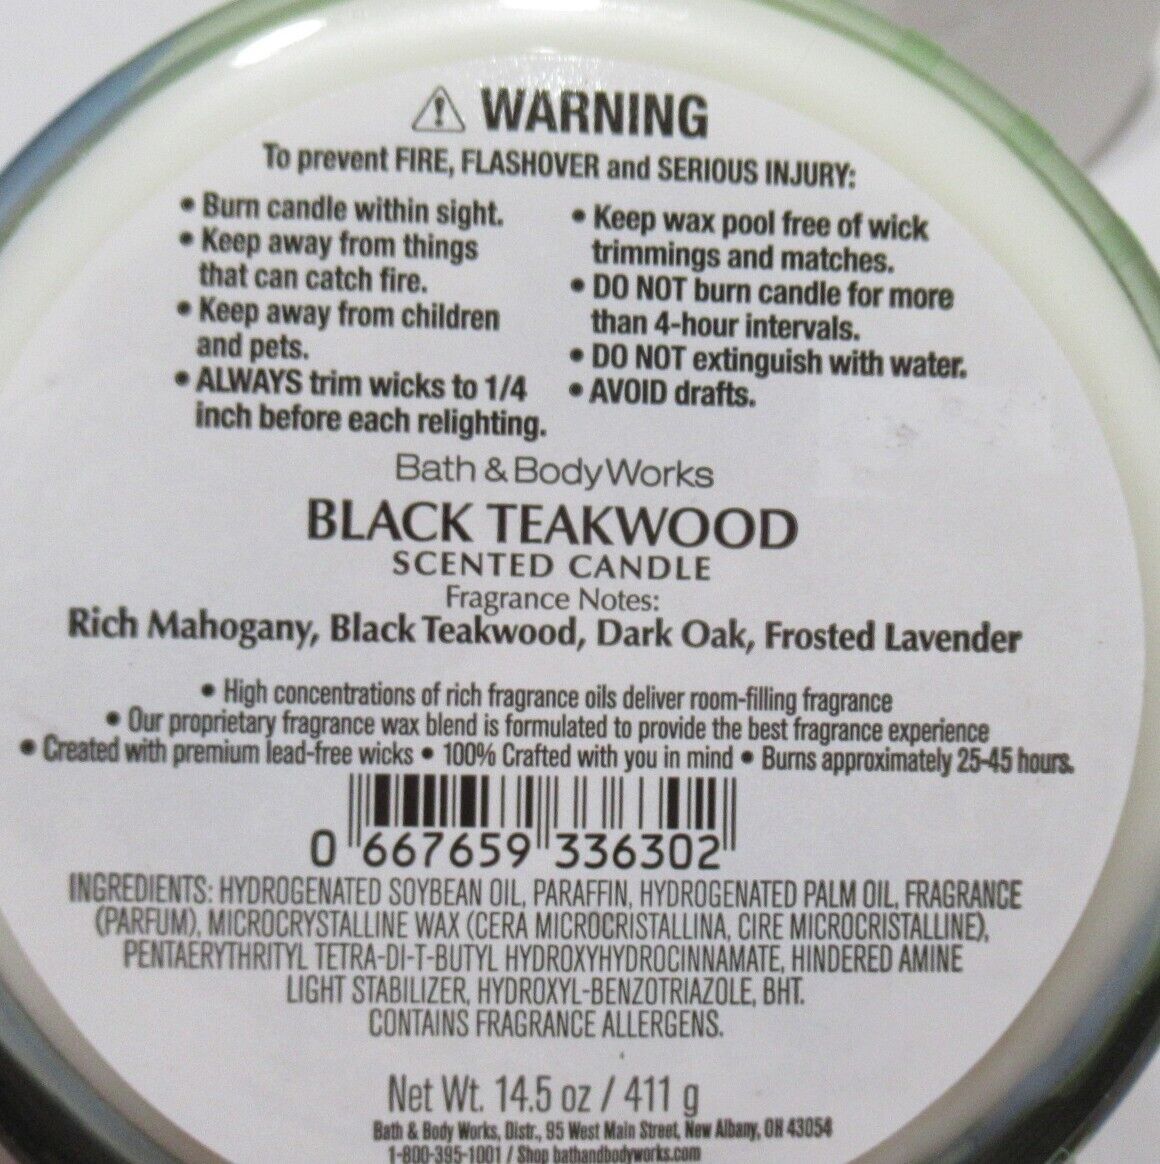 ⚠ WARNING
To prevent FIRE, FLASHOVER and SERIOUS INJURY:
• Burn candle within sight.
• Keep away from things
that can catch fire.
• Keep away from children
and pets.
• ALWAYS trim wicks to 1/4
inch before each relighting.
• Keep wax pool free of wick
trimmings and matches.
• DO NOT burn candle for more
than 4-hour intervals.
• DO NOT extinguish with water.
• AVOID drafts.
Bath & Body Works
BLACK TEAKWOOD
SCENTED CANDLE
Fragrance Notes:
Rich Mahogany, Black Teakwood, Dark Oak, Frosted Lavender
• High concentrations of rich fragrance oils deliver room-filling fragrance
• Our proprietary fragrance wax blend is formulated to provide the best fragrance experience
• Created with premium lead-free wicks • 100% Crafted with you in mind • Burns approximately 25-45 hours.
0 667659 336302
INGREDIENTS: HYDROGENATED SOYBEAN OIL, PARAFFIN, HYDROGENATED PALM OIL, FRAGRANCE
(PARFUM), MICROCRYSTALLINE WAX (CERA MICROCRISTALLINA, CIRE MICROCRISTALLINE),
PENTAERYTHRITYL TETRA-DI-T-BUTYL HYDROXYHYDROCINNAMATE, HINDERED AMINE
LIGHT STABILIZER, HYDROXYL-BENZOTRIAZOLE, BHT.
CONTAINS FRAGRANCE ALLERGENS.
Net Wt. 14.5 oz / 411 g
Bath & Body Works, Distr., 95 West Main Street, New Albany, OH 43054
1-800-395-1001 / Shop bathandbodyworks.com